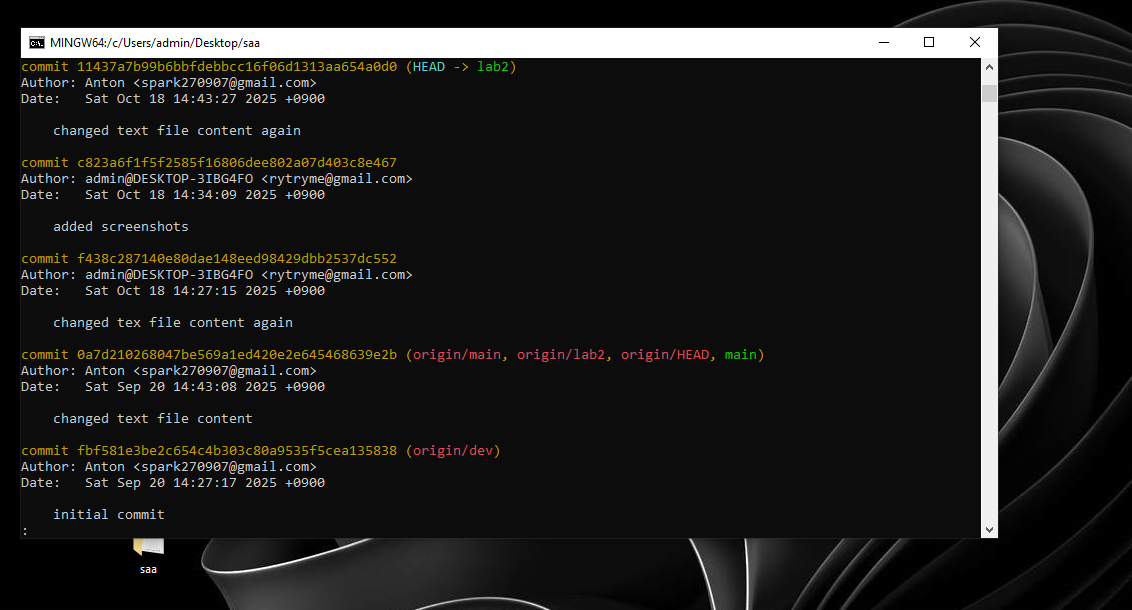 MINGW64:/c/Users/admin/Desktop/saa
commit 11437a7b99b6bbfdebbcc16f06d1313aa654a0d0 (HEAD -> lab2)
Author: Anton <spark270907@gmail.com>
Date:   Sat Oct 18 14:43:27 2025 +0900
changed text file content again
commit c823a6f1f5f2585f16806dee802a07d403c8e467
Author: admin@DESKTOP-3IBG4FO <rytryme@gmail.com>
Date:   Sat Oct 18 14:34:09 2025 +0900
added screenshots
commit f438c287140e80dae148eed98429dbb2537dc552
Author: admin@DESKTOP-3IBG4FO <rytryme@gmail.com>
Date:   Sat Oct 18 14:27:15 2025 +0900
changed tex file content again
commit 0a7d210268047be569a1ed420e2e645468639e2b (origin/main, origin/lab2, origin/HEAD, main)
Author: Anton <spark270907@gmail.com>
Date:   Sat Sep 20 14:43:08 2025 +0900
changed text file content
commit fbf581e3be2c654c4b303c80a9535f5cea135838 (origin/dev)
Author: Anton <spark270907@gmail.com>
Date:   Sat Sep 20 14:27:17 2025 +0900
initial commit
:
saa